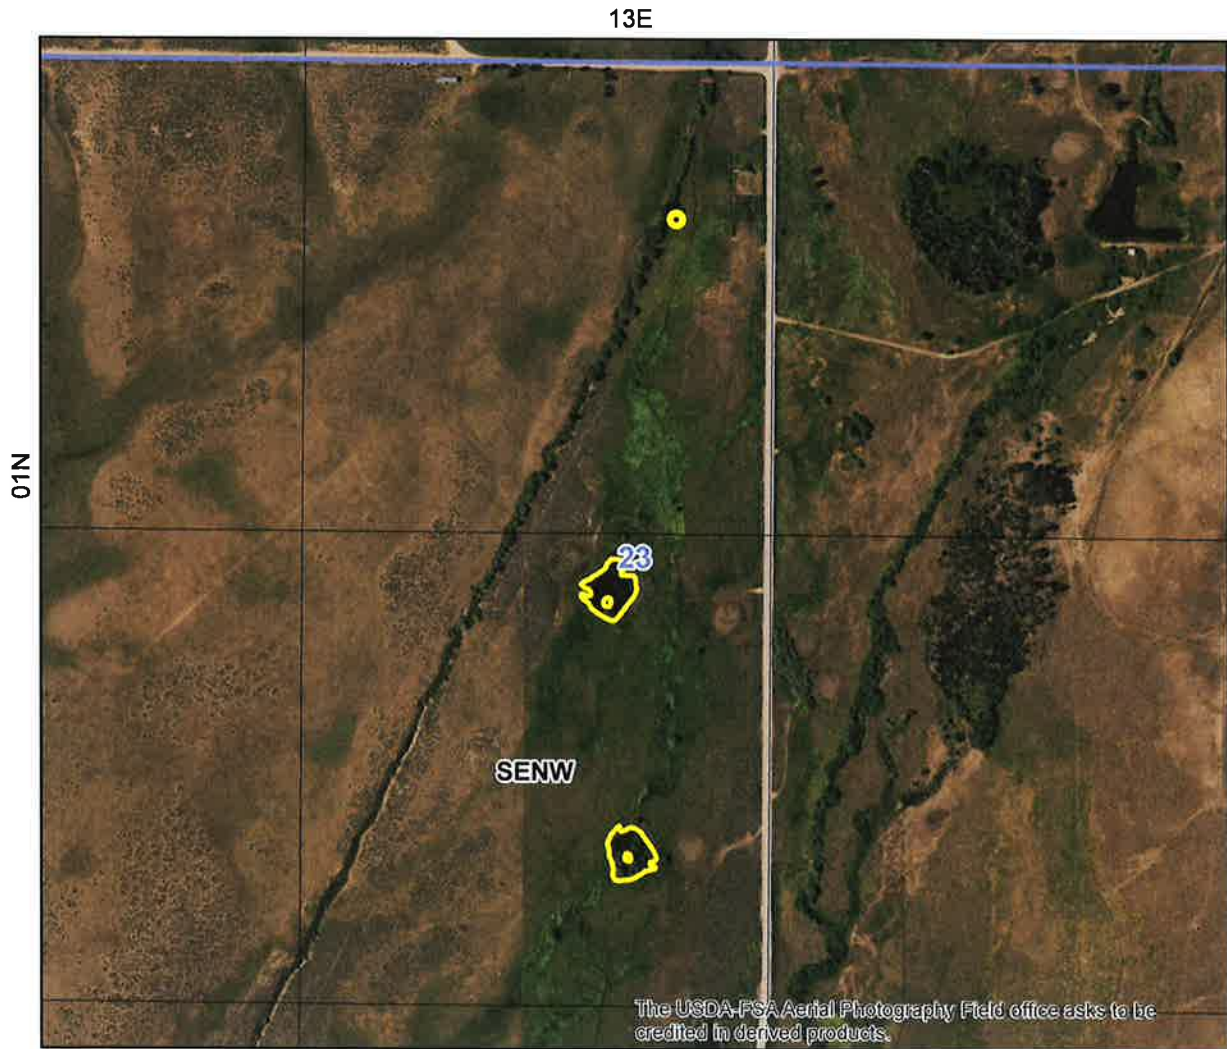 13E
01N
23
SENW
The USDA-FSA Aerial Photography Field office asks to be
credited in derived products.